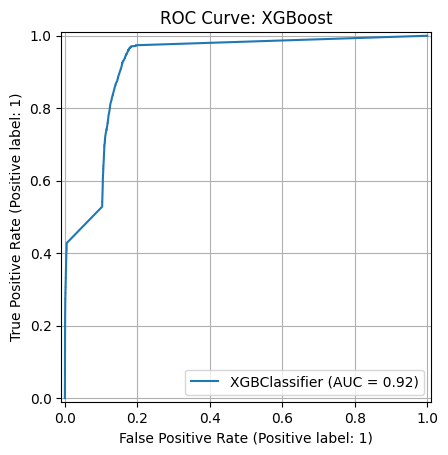 ROC Curve: XGBoost
1.0
0.8
0.6
0.4
0.2
0.0
True Positive Rate (Positive label: 1)
XGBClassifier (AUC = 0.92)
0.0 0.2 0.4 0.6 0.8 1.0
False Positive Rate (Positive label: 1)